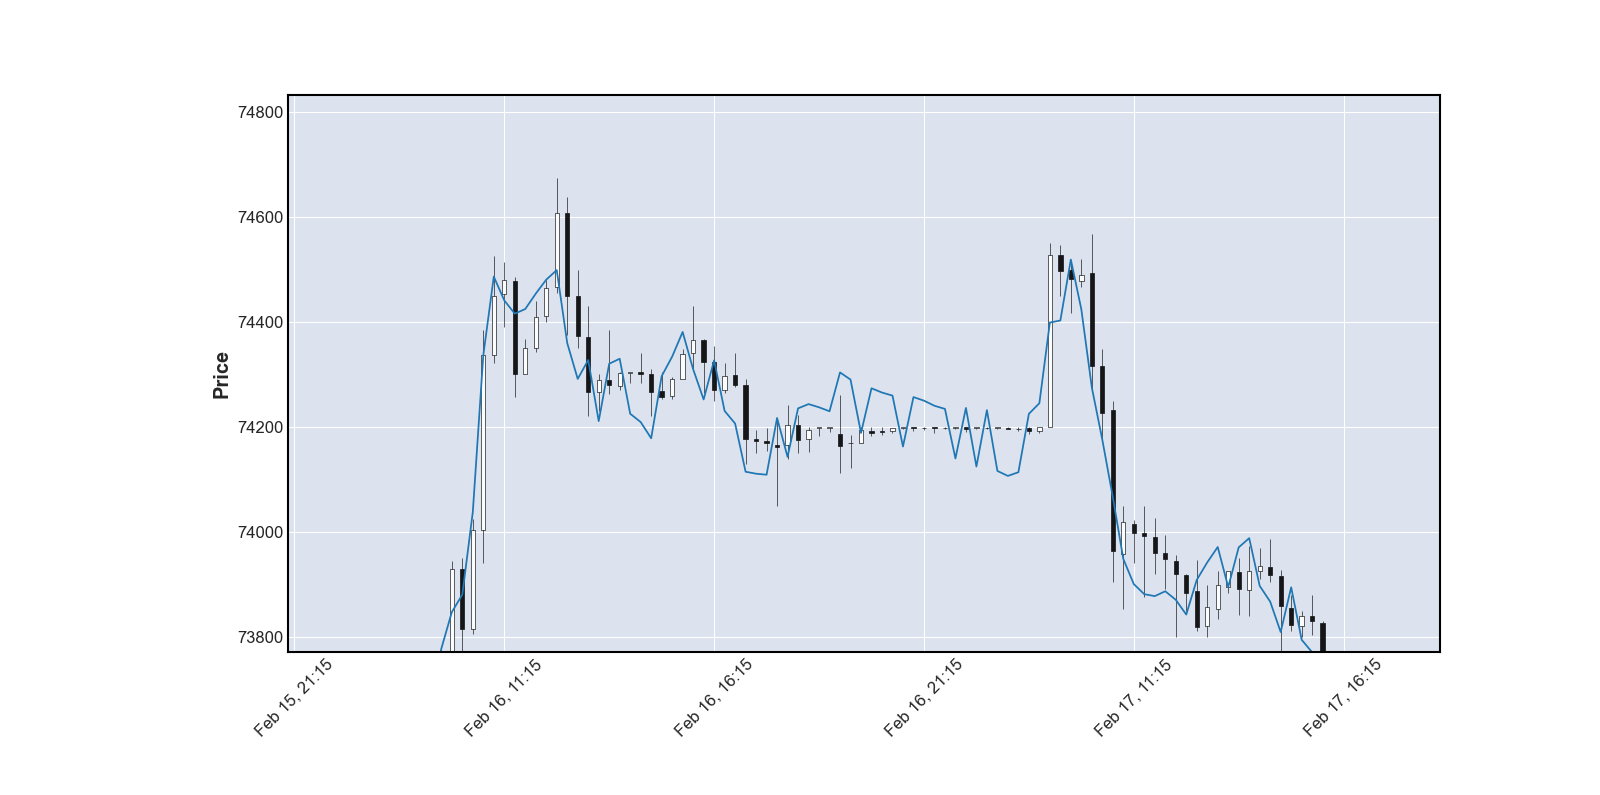 74800
74600
74400
74200
74000
73800
Price
Feb 15, 21:15
Feb 16, 11:15
Feb 16, 16:15
Feb 16, 21:15
Feb 17, 11:15
Feb 17, 16:15